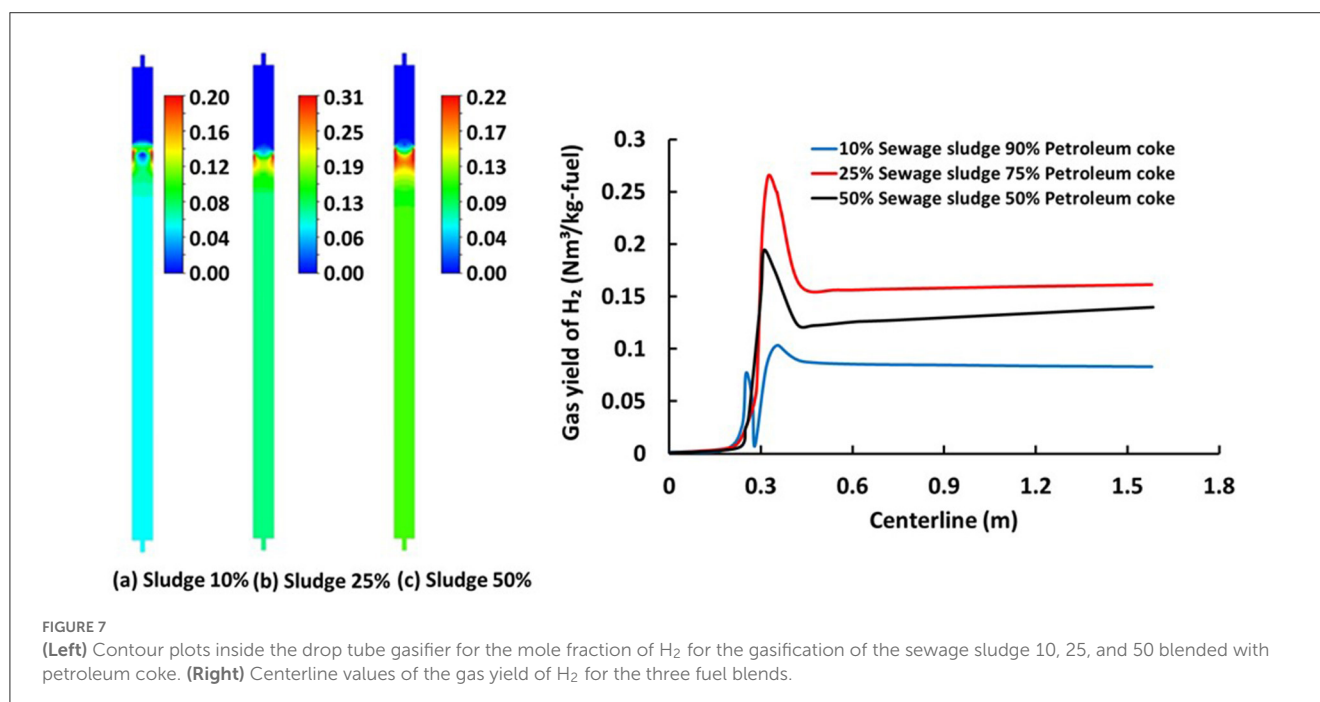 0.20
0.16
0.12
0.08
0.04
0.00
0.31
0.25
0.19
0.13
0.06
0.00
0.22
0.17
0.13
0.09
0.04
0.00
(a) Sludge 10% (b) Sludge 25% (c) Sludge 50%
Gas yield of H₂ (Nm³/kg-fuel)
0.3
0.25
0.2
0.15
0.1
0.05
0
10% Sewage sludge 90% Petroleum coke
25% Sewage sludge 75% Petroleum coke
50% Sewage sludge 50% Petroleum coke
0 0.3 0.6 0.9 1.2 1.5 1.8
Centerline (m)
FIGURE 7
(Left) Contour plots inside the drop tube gasifier for the mole fraction of H₂ for the gasification of the sewage sludge 10, 25, and 50 blended with
petroleum coke. (Right) Centerline values of the gas yield of H₂ for the three fuel blends.